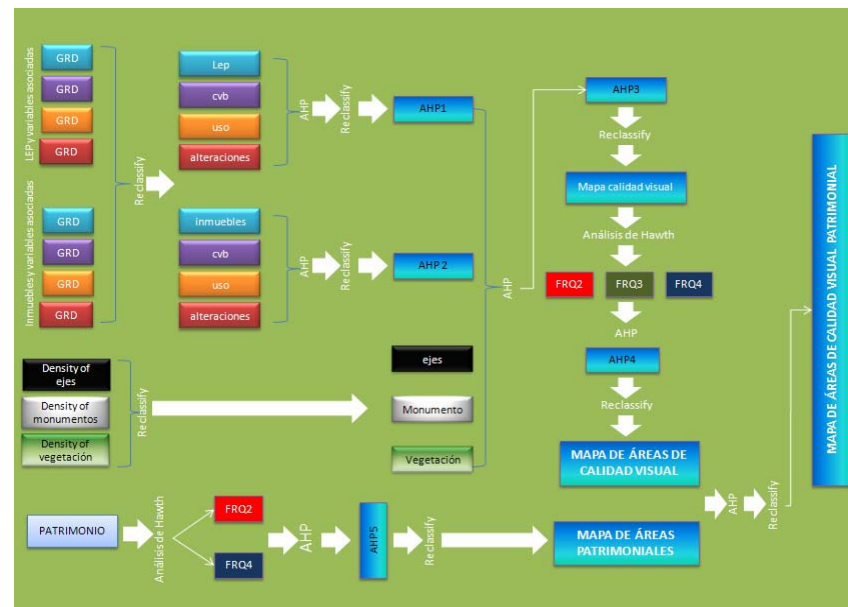 LEP y variables asociadas
GRD
GRD
GRD
GRD
Reclassify
Lep
cvb
uso
alteraciones
AHP
Reclassify
AHP1
Inmuebles y variables asociadas
GRD
GRD
GRD
GRD
inmuebles
cvb
uso
alteraciones
AHP
Reclassify
AHP 2
Density of
ejes
Density of
monumentos
Density of
vegetación
Reclassify
ejes
Monumento
Vegetación
AHP
AHP3
Reclassify
Mapa calidad visual
Análisis de Hawth
FRQ2
FRQ3
FRQ4
AHP
AHP4
Reclassify
MAPA DE ÁREAS DE
CALIDAD VISUAL
PATRIMONIO
Análisis de Hawth
FRQ2
FRQ4
AHP
AHP5
Reclassify
MAPA DE ÁREAS
PATRIMONIALES
AHP
Reclassify
MAPA DE ÁREAS DE CALIDAD VISUAL PATRIMONIAL